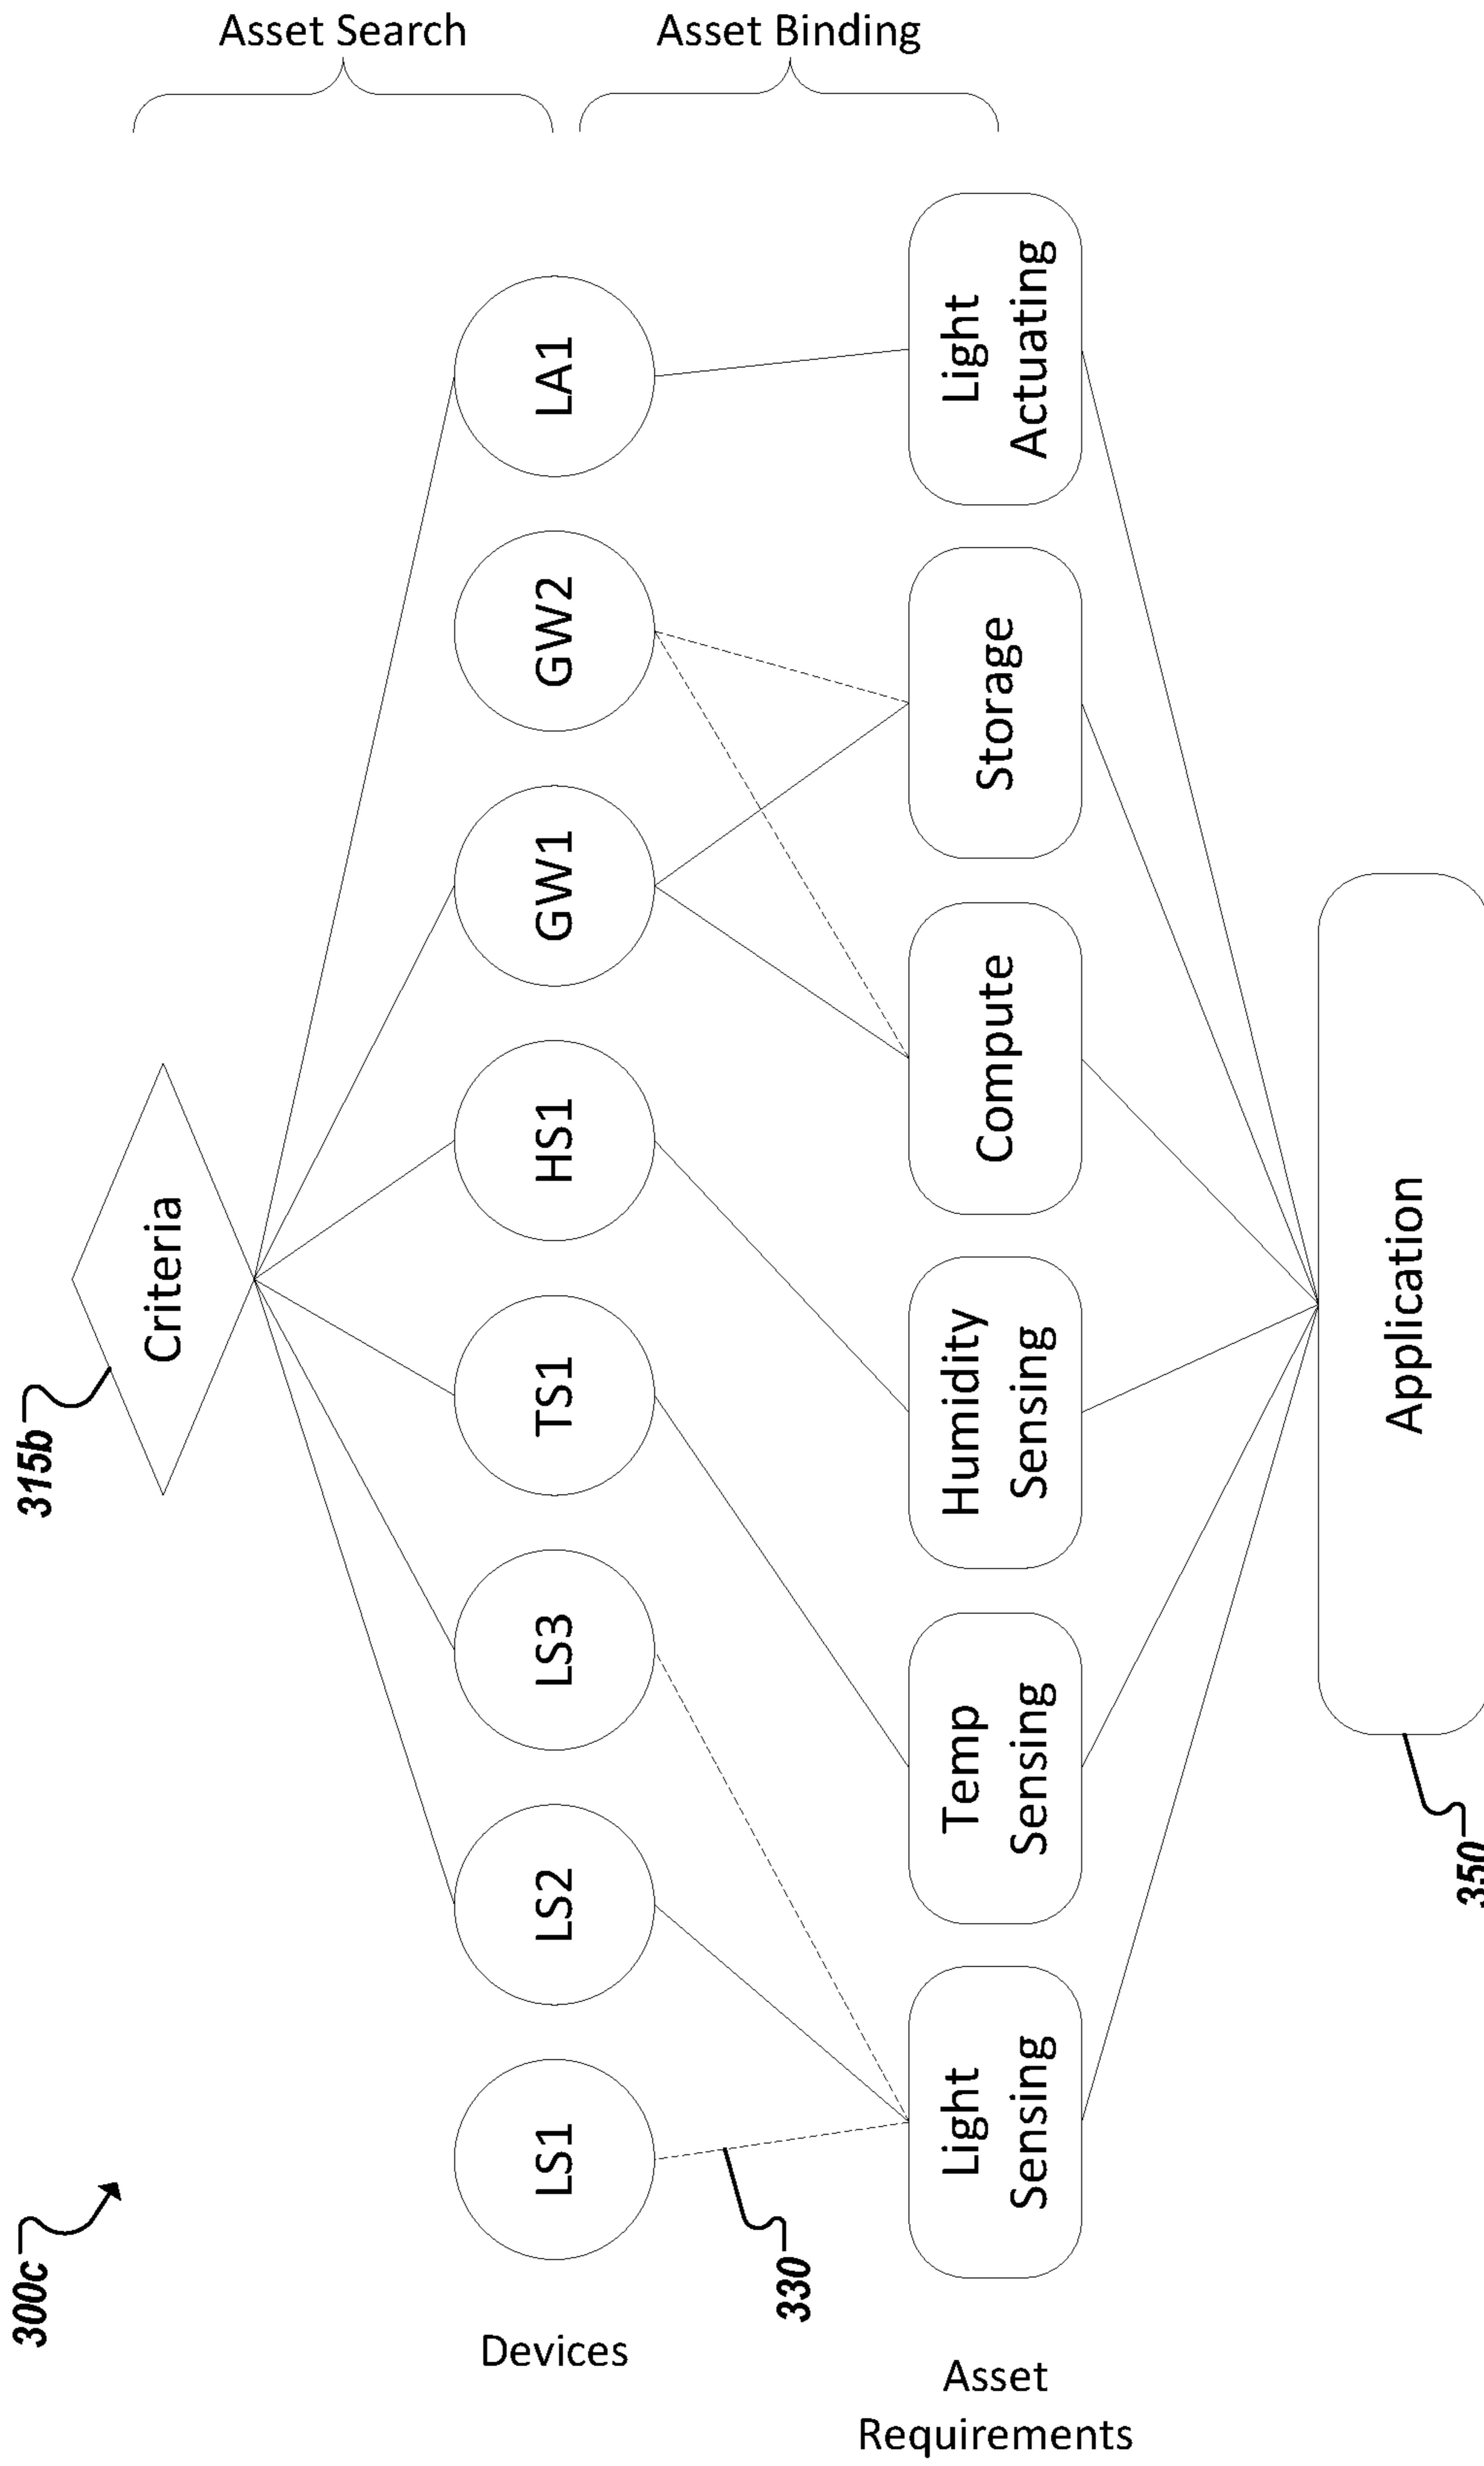 Asset Search
Asset Binding
300c
315b
Criteria
Devices
LS1
LS2
LS3
TS1
HS1
GW1
GW2
LA1
330
Asset
Requirements
Light
Sensing
Temp
Sensing
Humidity
Sensing
Compute
Storage
Light
Actuating
350
Application